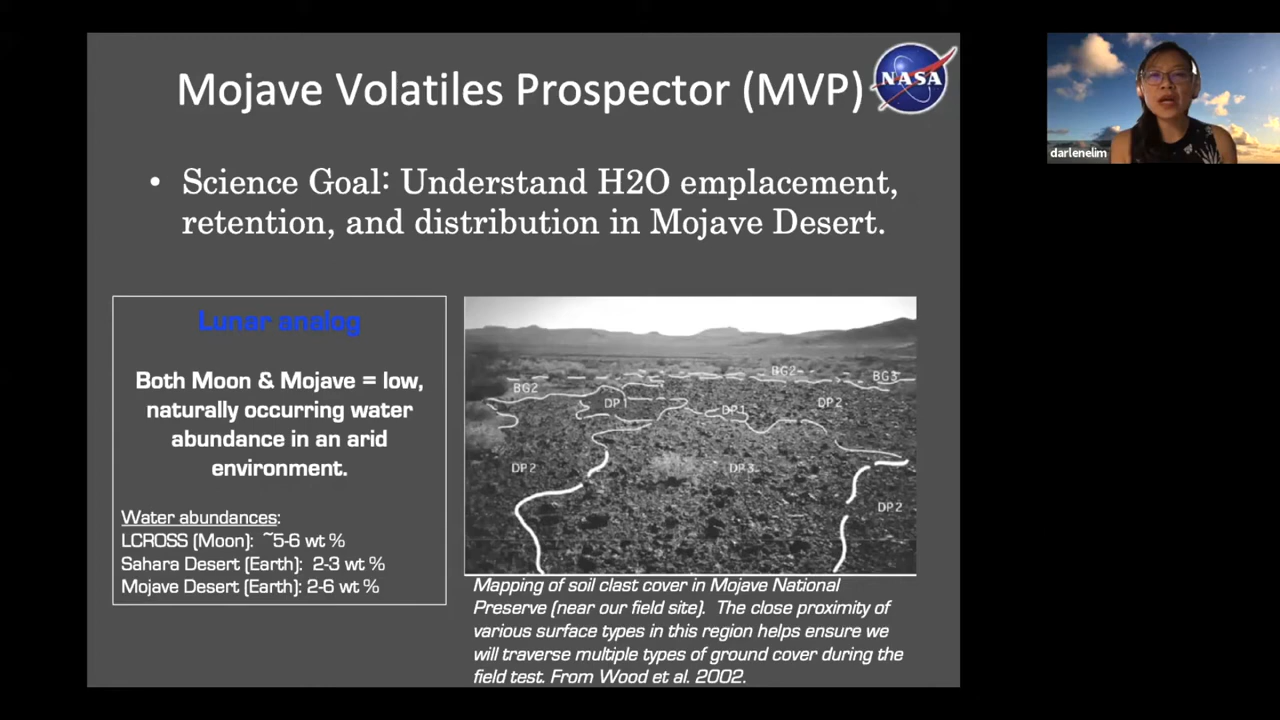 Mojave Volatiles Prospector (MVP)
NASA
• Science Goal: Understand H2O emplacement,
retention, and distribution in Mojave Desert.
Lunar analog
Both Moon & Mojave = low,
naturally occurring water
abundance in an arid
environment.
Water abundances:
LCROSS (Moon): ~5-6 wt %
Sahara Desert (Earth): 2-3 wt %
Mojave Desert (Earth): 2-6 wt %
BG2
BG2
BG3
DP
DP1
DP2
DP2
DP3
DP2
Mapping of soil clast cover in Mojave National
Preserve (near our field site). The close proximity of
various surface types in this region helps ensure we
will traverse multiple types of ground cover during the
field test. From Wood et al. 2002.
darlenelim